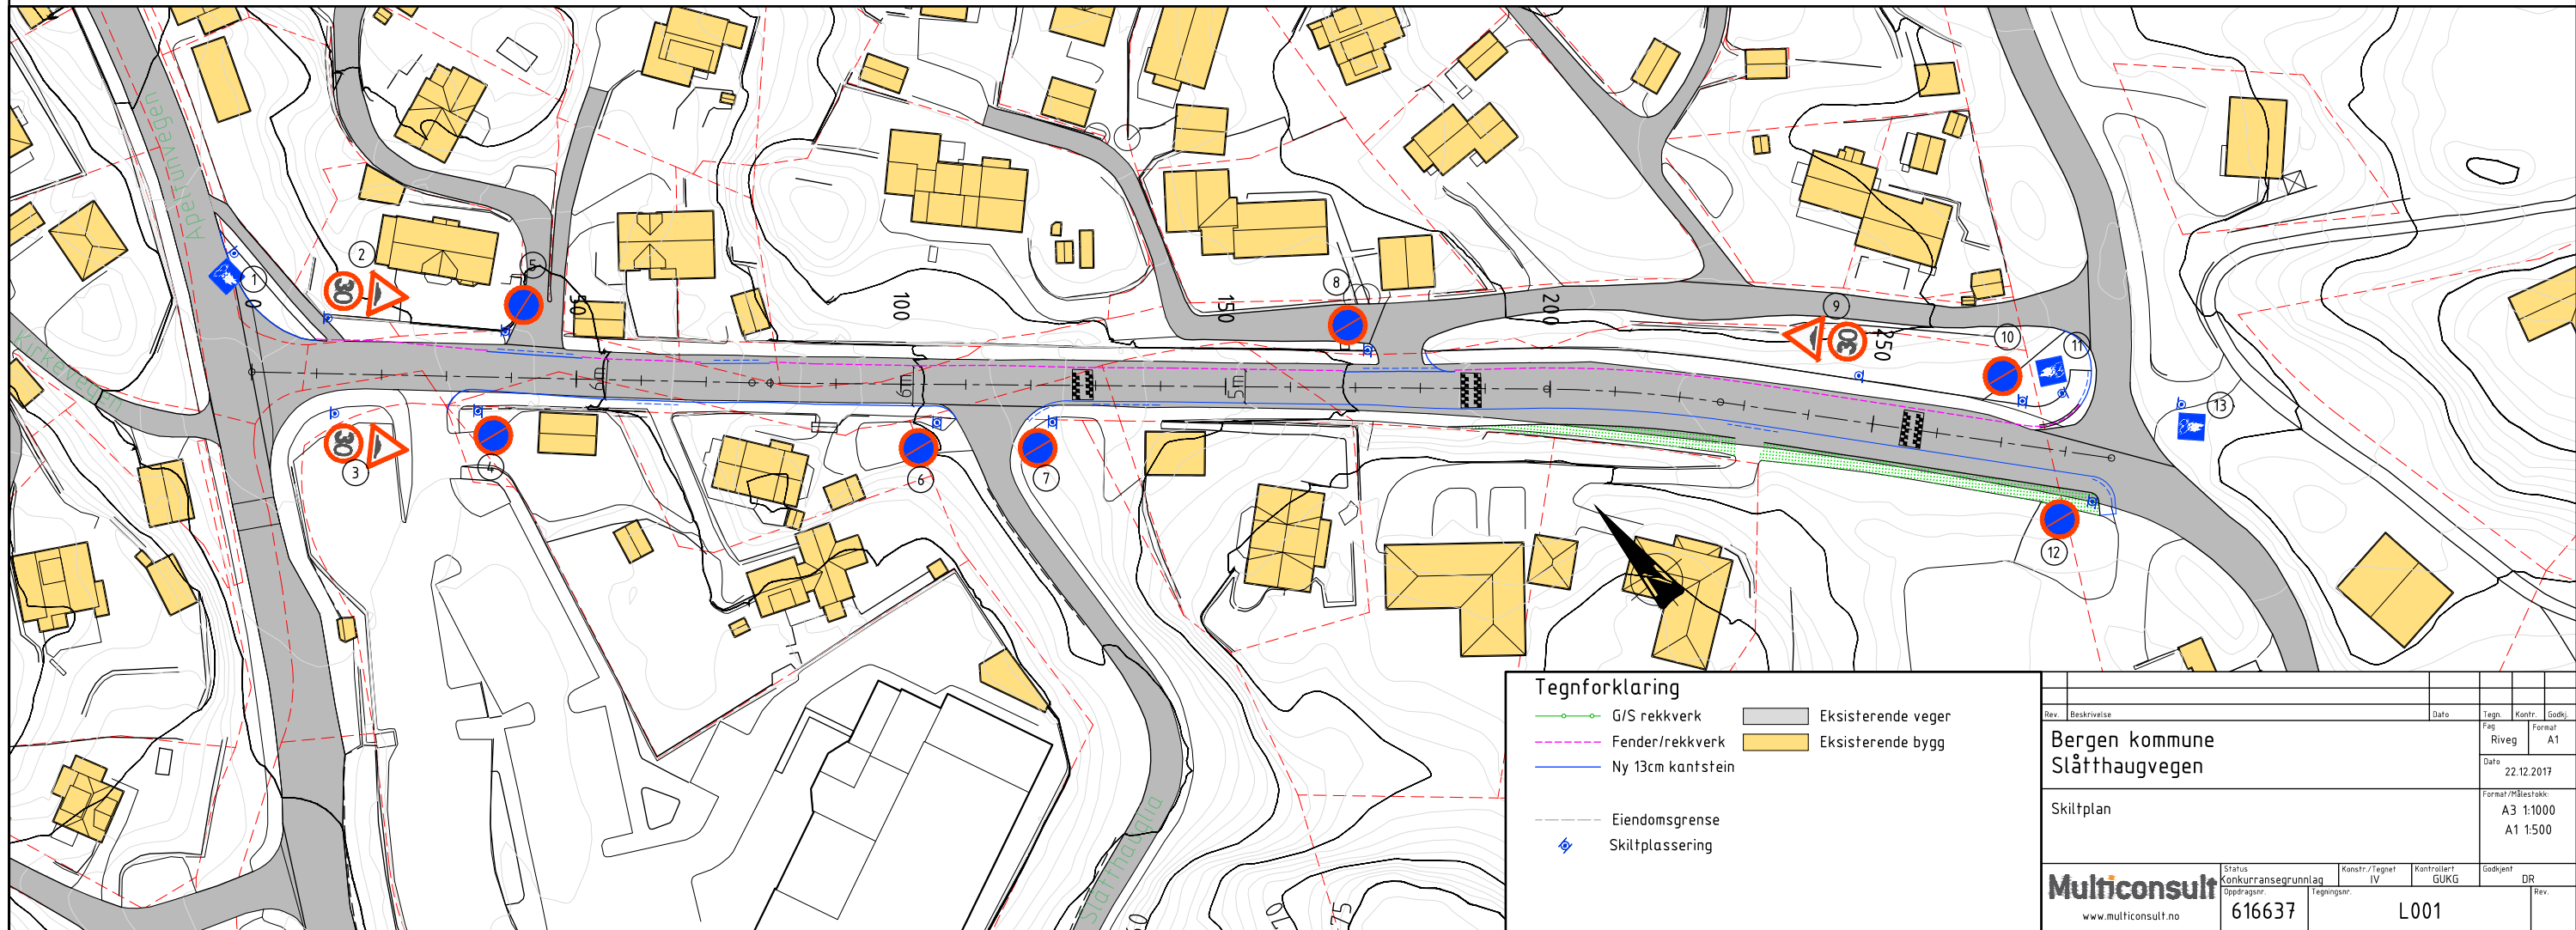 Apeltunvegen
Kirkevegen
Slåtthauglia
1
2
30
3
30
4
5
6
7
8
9
30
10
11
12
13
0
50
100
150
200
250
Tegnforklaring
G/S rekkverk
Eksisterende veger
Fender/rekkverk
Eksisterende bygg
Ny 13cm kantstein
Eiendomsgrense
Skiltplassering
Rev. Beskrivelse Dato Tegn. Kontr. Godkj.
Bergen kommune
Slåtthaugvegen
Fag
Riveg
Format
A1
Dato
22.12.2017
Skiltplan
Format/Målestokk:
A3 1:1000
A1 1:500
Multiconsult
www.multiconsult.no
Status
Konkurransegrunnlag
Konstr./Tegnet
IV
Kontrollert
GUKG
Godkjent
DR
Oppdragsnr.
616637
Tegningsnr.
L001
Rev.